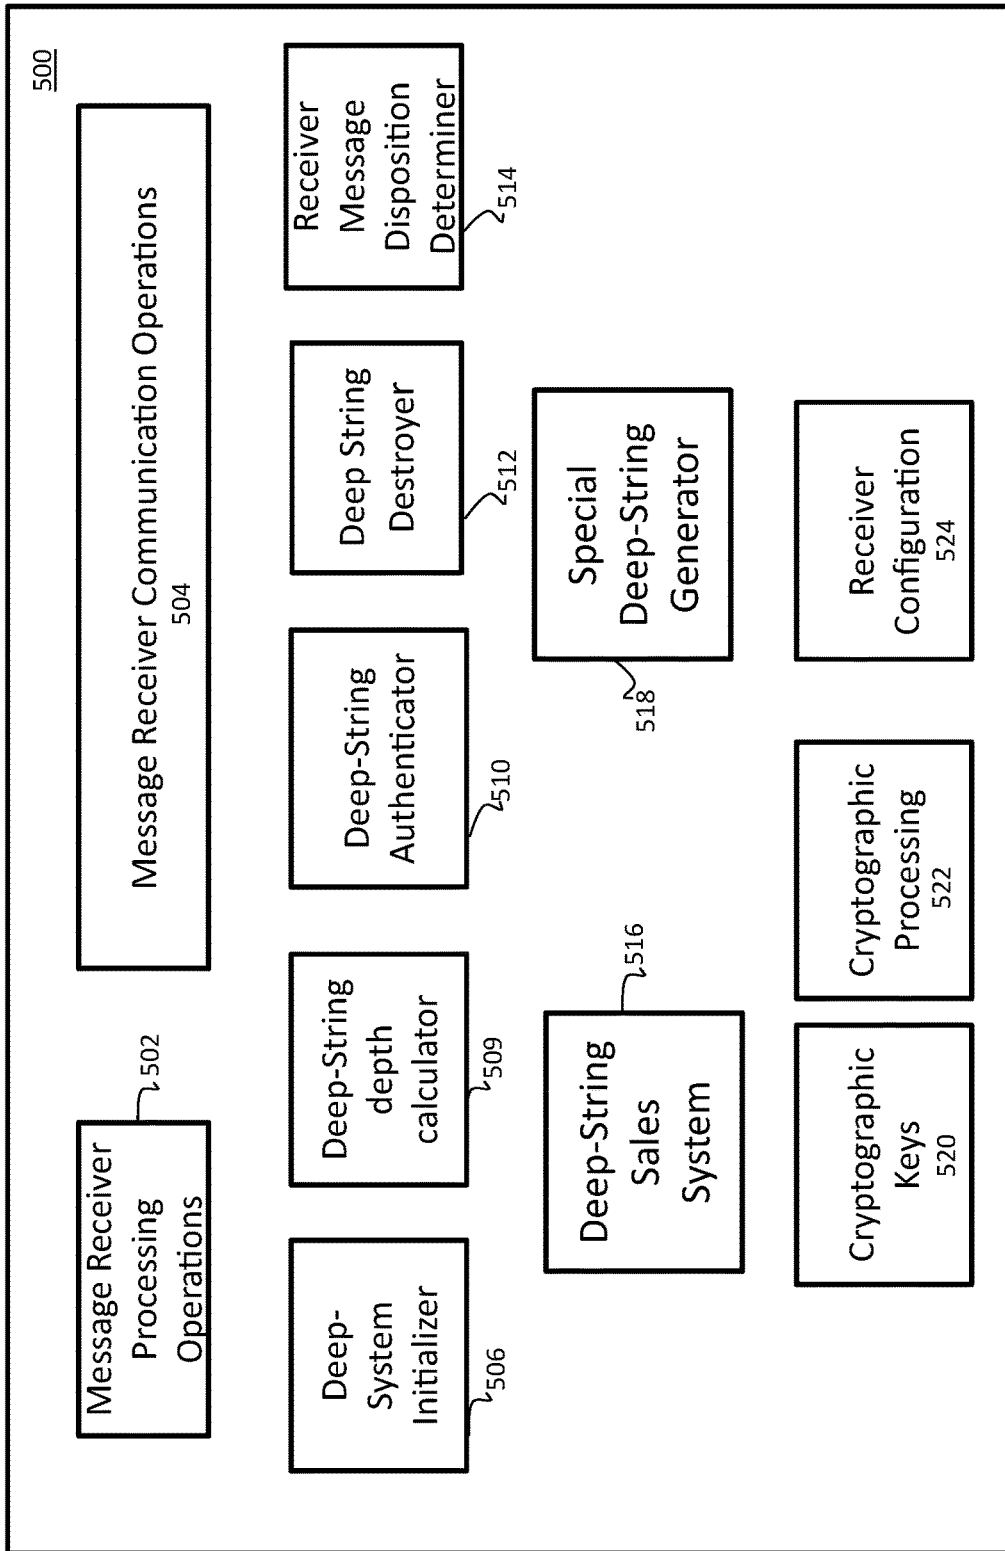 500
Message Receiver
Processing
Operations
502
Message Receiver Communication Operations
504
Deep-
System
Initializer
506
Deep-String
depth
calculator
509
Deep-String
Authenticator
510
Deep String
Destroyer
512
Receiver
Message
Disposition
Determiner
514
Deep-String
Sales
System
516
Special
Deep-String
Generator
518
Cryptographic
Keys
520
Cryptographic
Processing
522
Receiver
Configuration
524